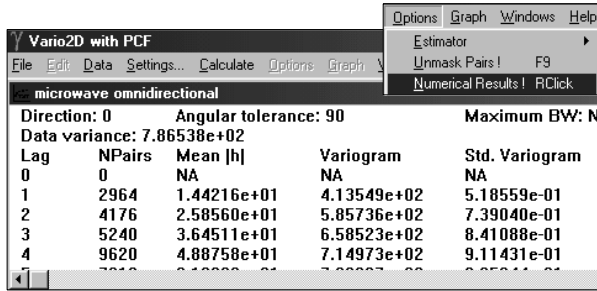 Options Graph Windows Help
Estimator
Unmask Pairs! F9
Numerical Results! RClick
Vario2D with PCF
File Edit Data Settings... Calculate Options Graph
microwave omnidirectional
Direction: 0 Angular tolerance: 90 Maximum BW:
Data variance: 7.86538e+02
Lag NPairs Mean |h| Variogram Std. Variogram
0 0 NA NA NA
1 2964 1.44216e+01 4.13549e+02 5.18559e-01
2 4176 2.58560e+01 5.85736e+02 7.39040e-01
3 5240 3.64511e+01 6.58523e+02 8.41088e-01
4 9620 4.88758e+01 7.14973e+02 9.11431e-01